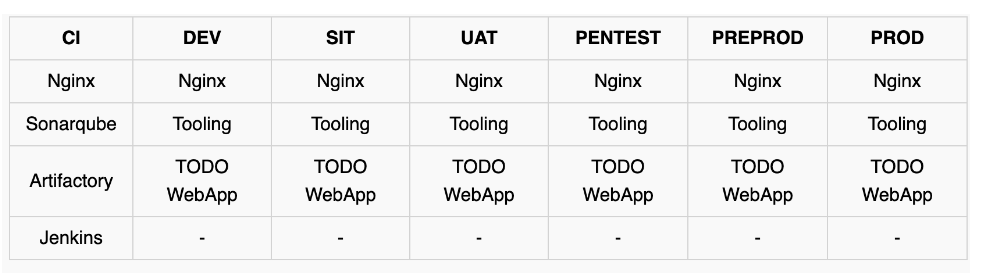 CI DEV SIT UAT PENTEST PREPROD PROD
Nginx Nginx Nginx Nginx Nginx Nginx Nginx
Sonarqube Tooling Tooling Tooling Tooling Tooling Tooling
Artifactory TODO WebApp TODO WebApp TODO WebApp TODO WebApp TODO WebApp TODO WebApp
Jenkins - - - - - -